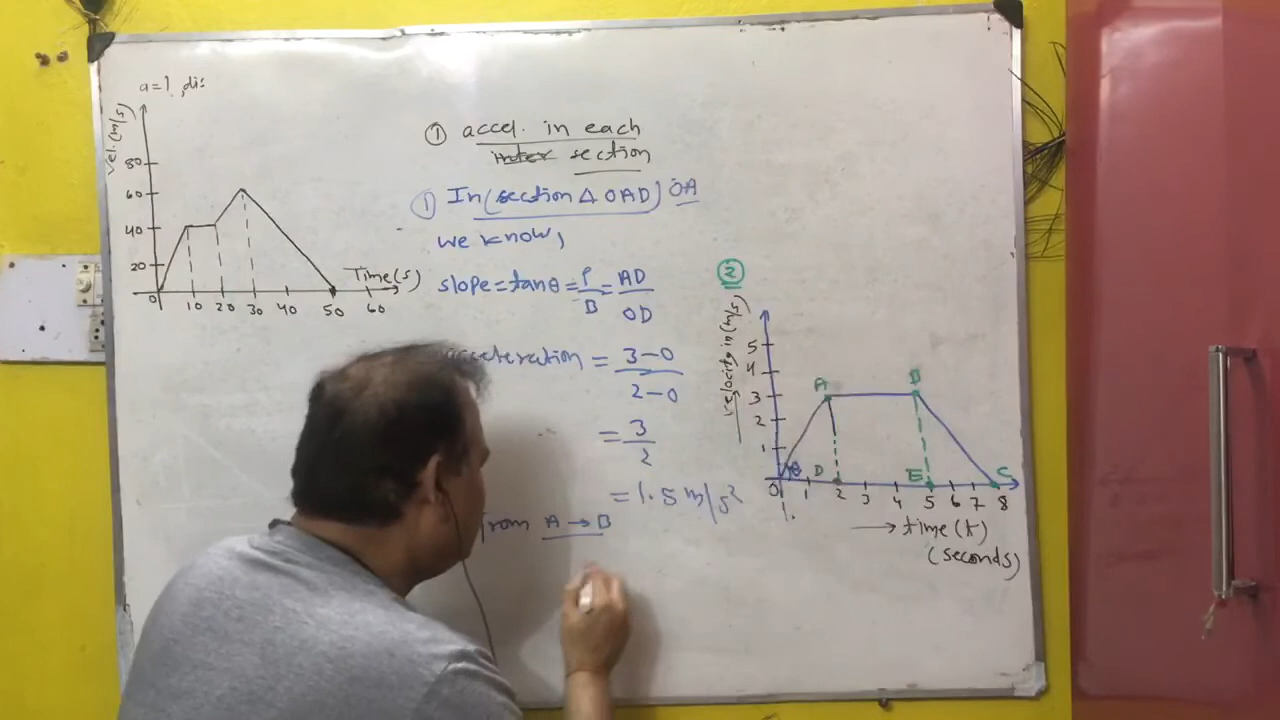 a=1, dis
vel.(m/s)
80
60
40
20
0 10 20 30 40 50 60
Time(s)
① accel. in each
section
① In (section Δ OAD) OA
we know,
slope = tanθ = P/B = AD/OD
= 3-0/2-0
= 3/2
= 1.5 m/s²
from A → B
②
velocity in (m/s)
5
4
3
2
1
A B
θ D E C
0 1 2 3 4 5 6 7 8
→ time (t)
(seconds)